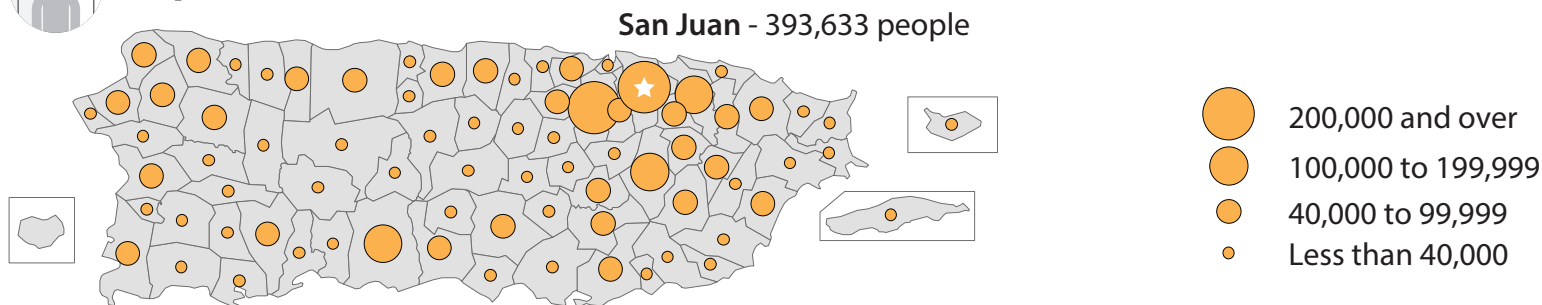 San Juan - 393,633 people
200,000 and over
100,000 to 199,999
40,000 to 99,999
Less than 40,000